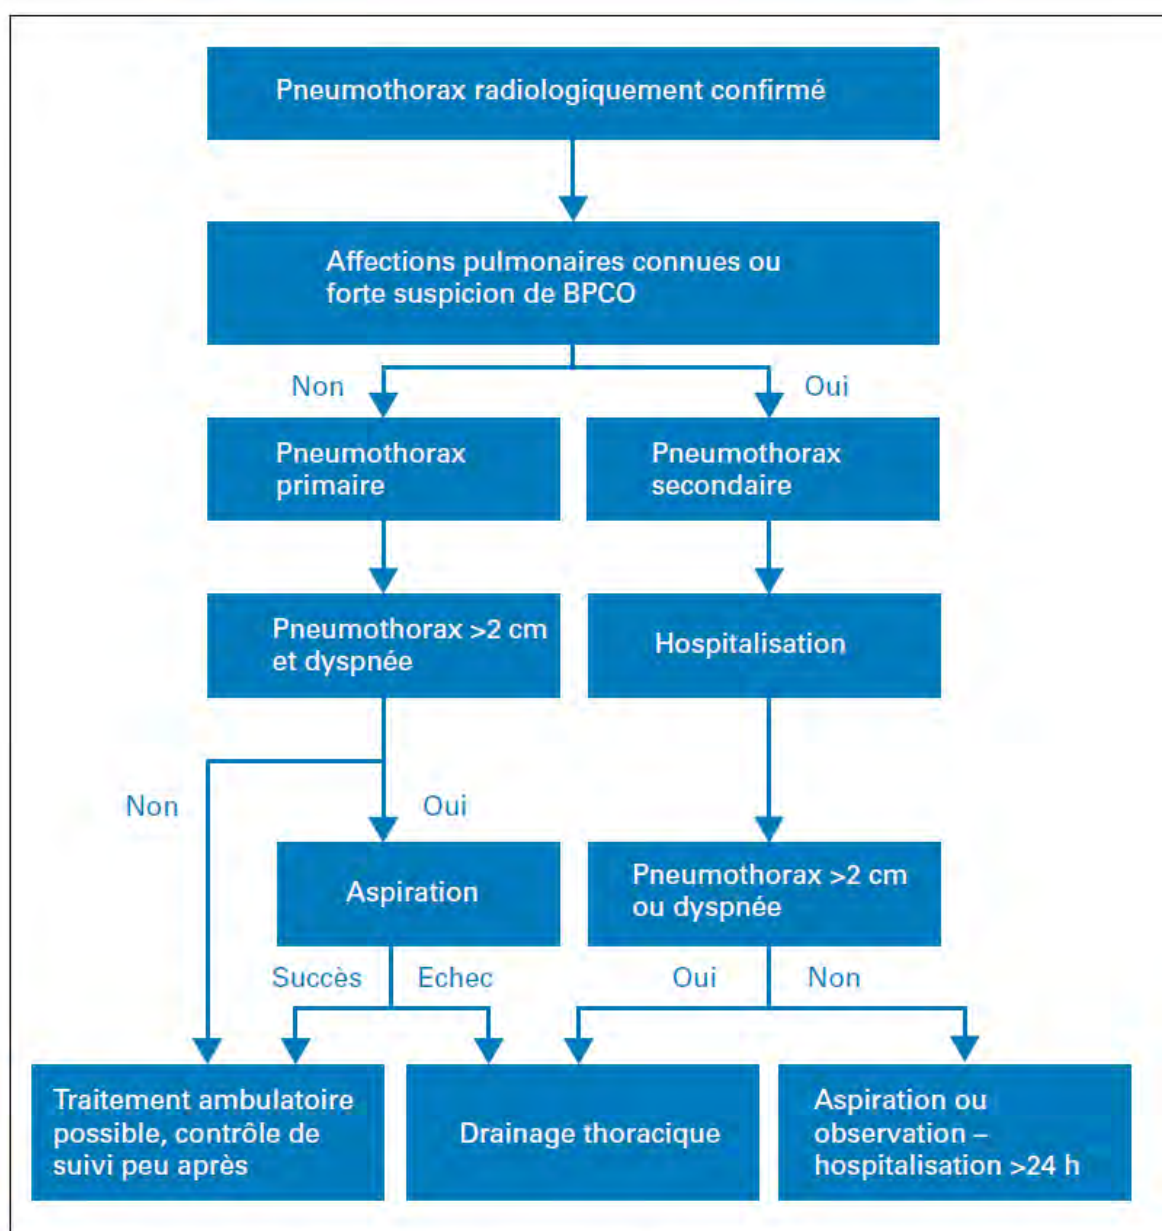 Pneumothorax radiologiquement confirmé
Affections pulmonaires connues ou
forte suspicion de BPCO
Non
Oui
Pneumothorax
primaire
Pneumothorax
secondaire
Pneumothorax >2 cm
et dyspnée
Hospitalisation
Non
Oui
Aspiration
Pneumothorax >2 cm
ou dyspnée
Succès
Echec
Oui
Non
Traitement ambulatoire
possible, contrôle de
suivi peu après
Drainage thoracique
Aspiration ou
observation –
hospitalisation >24 h